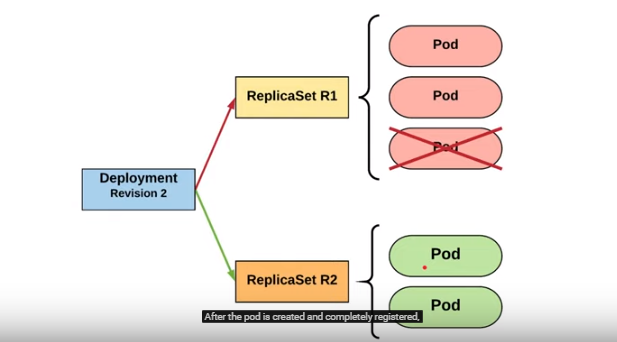 Pod
ReplicaSet R1
Pod
Pod
Deployment
Revision 2
Pod
ReplicaSet R2
Pod
After the pod is created and completely registered,